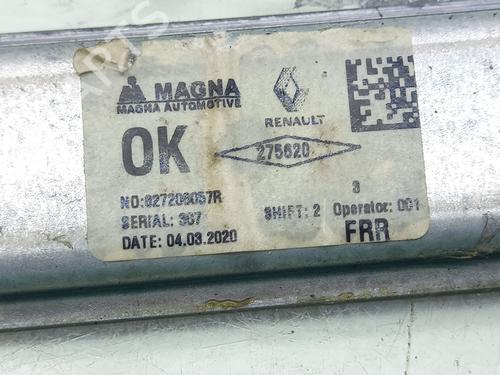 MAGNA
MAGNA AUTOMOTIVE
RENAULT
OK
275620
NO:827206057R
3
SERIAL: 307
SHIFT: 2 Operator: 001
DATE: 04.03.2020
FRR